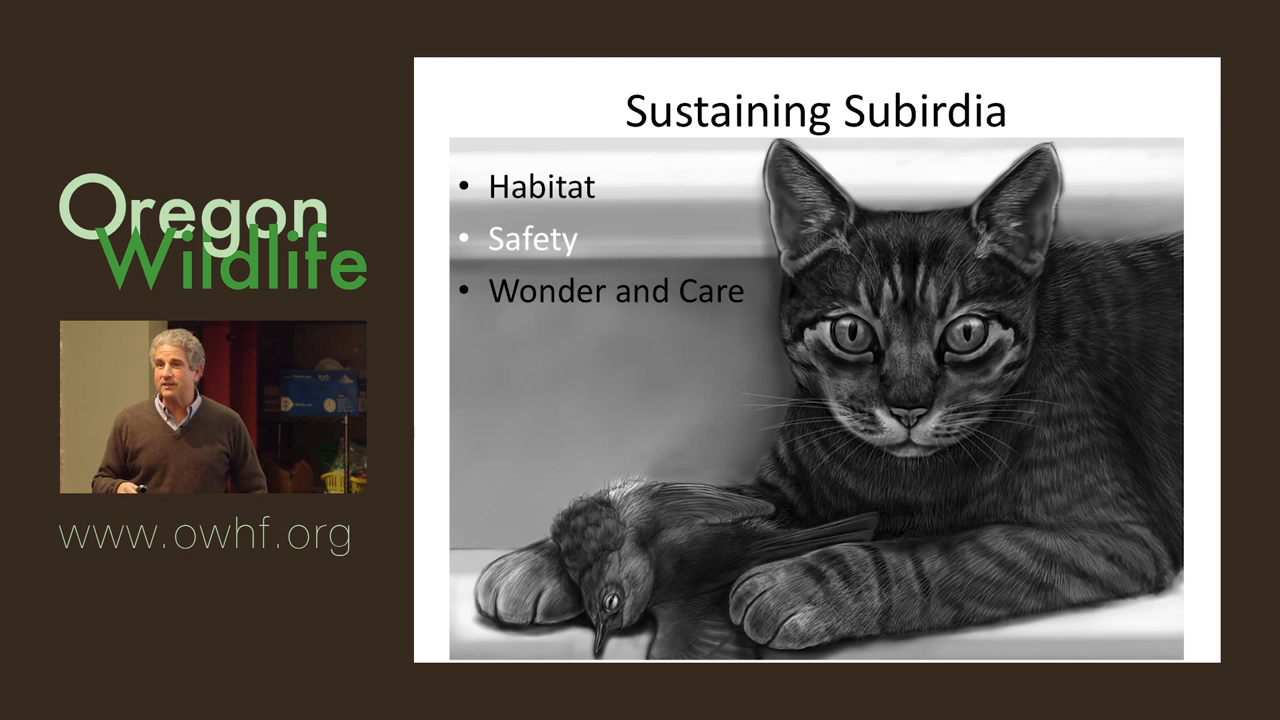 Oregon
Wildlife
www.owhf.org
Sustaining Subirdia
• Habitat
• Safety
• Wonder and Care